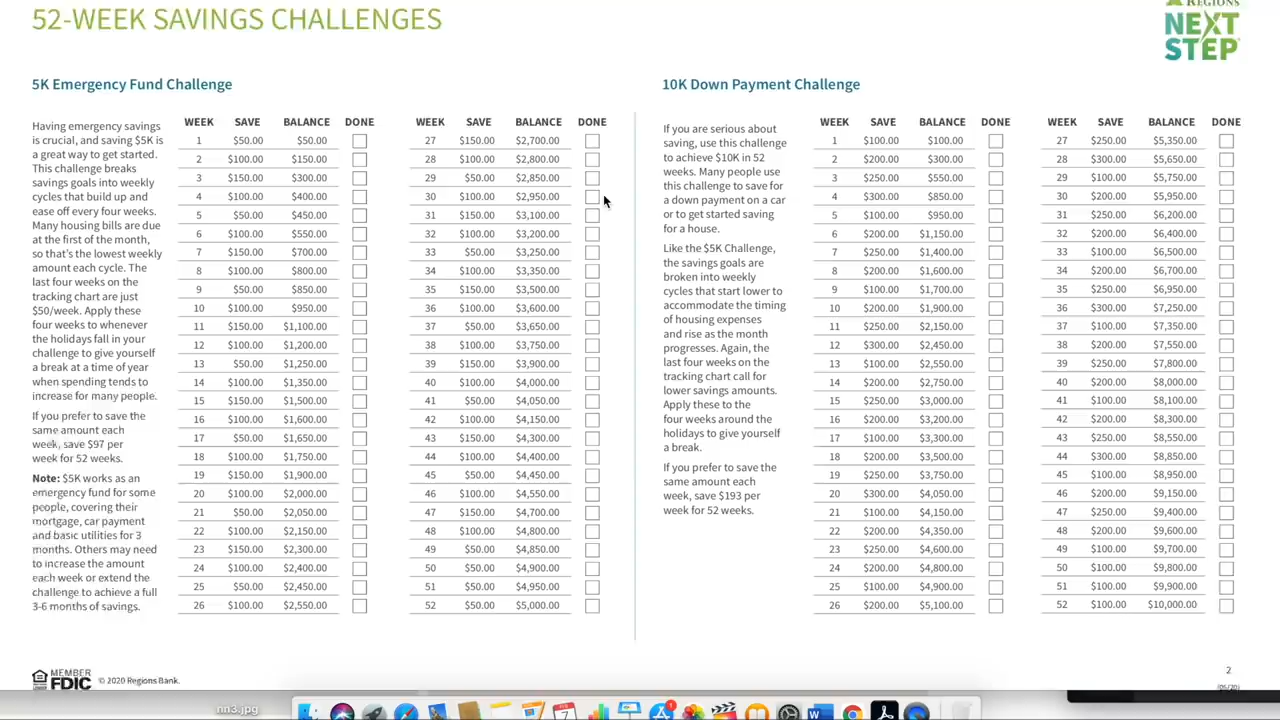 52-WEEK SAVINGS CHALLENGES
REGIONS
NEXT
STEP
5K Emergency Fund Challenge
Having emergency savings
is crucial, and saving $5K is
a great way to get started.
This challenge breaks
savings goals into weekly
cycles that build up and
ease off every four weeks.
Many housing bills are due
at the first of the month,
so that's the lowest weekly
amount each cycle. The
last four weeks on the
tracking chart are just
$50/week. Apply these
four weeks to whenever
the holidays fall in your
challenge to give yourself
a break at a time of year
when spending tends to
increase for many people.
If you prefer to save the
same amount each
week, save $97 per
week for 52 weeks.
Note: $5K works as an
emergency fund for some
people, covering their
mortgage, car payment
and basic utilities for 3
months. Others may need
to increase the amount
each week or extend the
challenge to achieve a full
3-6 months of savings.
WEEK SAVE BALANCE DONE
1 $50.00 $50.00
2 $100.00 $150.00
3 $150.00 $300.00
4 $100.00 $400.00
5 $50.00 $450.00
6 $100.00 $550.00
7 $150.00 $700.00
8 $100.00 $800.00
9 $50.00 $850.00
10 $100.00 $950.00
11 $150.00 $1,100.00
12 $100.00 $1,200.00
13 $50.00 $1,250.00
14 $100.00 $1,350.00
15 $150.00 $1,500.00
16 $100.00 $1,600.00
17 $50.00 $1,650.00
18 $100.00 $1,750.00
19 $150.00 $1,900.00
20 $100.00 $2,000.00
21 $50.00 $2,050.00
22 $100.00 $2,150.00
23 $150.00 $2,300.00
24 $100.00 $2,400.00
25 $50.00 $2,450.00
26 $100.00 $2,550.00
WEEK SAVE BALANCE DONE
27 $150.00 $2,700.00
28 $100.00 $2,800.00
29 $50.00 $2,850.00
30 $100.00 $2,950.00
31 $150.00 $3,100.00
32 $100.00 $3,200.00
33 $50.00 $3,250.00
34 $100.00 $3,350.00
35 $150.00 $3,500.00
36 $100.00 $3,600.00
37 $50.00 $3,650.00
38 $100.00 $3,750.00
39 $150.00 $3,900.00
40 $100.00 $4,000.00
41 $50.00 $4,050.00
42 $100.00 $4,150.00
43 $150.00 $4,300.00
44 $100.00 $4,400.00
45 $50.00 $4,450.00
46 $100.00 $4,550.00
47 $150.00 $4,700.00
48 $100.00 $4,800.00
49 $50.00 $4,850.00
50 $50.00 $4,900.00
51 $50.00 $4,950.00
52 $50.00 $5,000.00
10K Down Payment Challenge
If you are serious about
saving, use this challenge
to achieve $10K in 52
weeks. Many people use
this challenge to save for
a down payment on a car
or to get started saving
for a house.
Like the $5K Challenge,
the savings goals are
broken into weekly
cycles that start lower to
accommodate the timing
of housing expenses
and rise as the month
progresses. Again, the
last four weeks on the
tracking chart call for
lower savings amounts.
Apply these to the
four weeks around the
holidays to give yourself
a break.
If you prefer to save the
same amount each
week, save $193 per
week for 52 weeks.
WEEK SAVE BALANCE DONE
1 $100.00 $100.00
2 $200.00 $300.00
3 $250.00 $550.00
4 $300.00 $850.00
5 $100.00 $950.00
6 $200.00 $1,150.00
7 $250.00 $1,400.00
8 $200.00 $1,600.00
9 $100.00 $1,700.00
10 $200.00 $1,900.00
11 $250.00 $2,150.00
12 $300.00 $2,450.00
13 $100.00 $2,550.00
14 $200.00 $2,750.00
15 $250.00 $3,000.00
16 $200.00 $3,200.00
17 $100.00 $3,300.00
18 $200.00 $3,500.00
19 $250.00 $3,750.00
20 $300.00 $4,050.00
21 $100.00 $4,150.00
22 $200.00 $4,350.00
23 $250.00 $4,600.00
24 $200.00 $4,800.00
25 $100.00 $4,900.00
26 $200.00 $5,100.00
WEEK SAVE BALANCE DONE
27 $250.00 $5,350.00
28 $300.00 $5,650.00
29 $100.00 $5,750.00
30 $200.00 $5,950.00
31 $250.00 $6,200.00
32 $200.00 $6,400.00
33 $100.00 $6,500.00
34 $200.00 $6,700.00
35 $250.00 $6,950.00
36 $300.00 $7,250.00
37 $100.00 $7,350.00
38 $200.00 $7,550.00
39 $250.00 $7,800.00
40 $200.00 $8,000.00
41 $100.00 $8,100.00
42 $200.00 $8,300.00
43 $250.00 $8,550.00
44 $300.00 $8,850.00
45 $100.00 $8,950.00
46 $200.00 $9,150.00
47 $250.00 $9,400.00
48 $200.00 $9,600.00
49 $100.00 $9,700.00
50 $100.00 $9,800.00
51 $100.00 $9,900.00
52 $100.00 $10,000.00
MEMBER
FDIC
© 2020 Regions Bank.
2
nn3.jpg
7